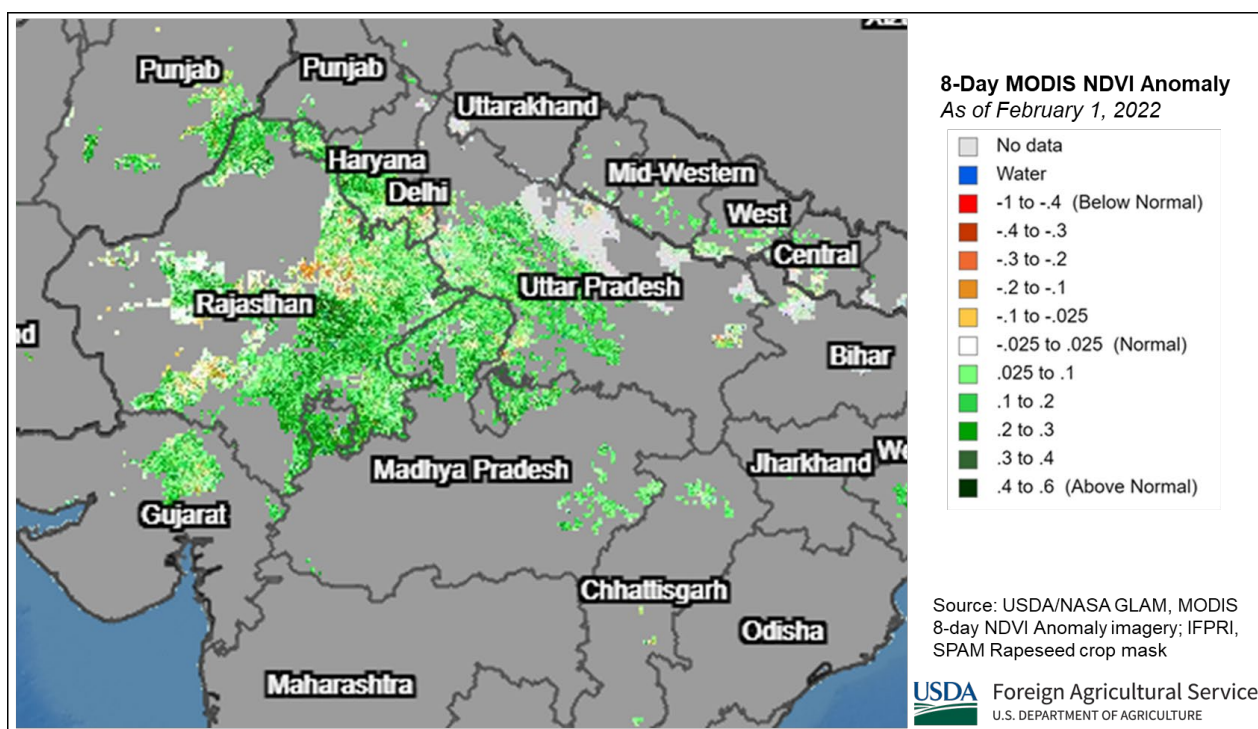 Punjab
Punjab
Uttarakhand
Haryana
Delhi
Mid-Western
West
Central
Uttar Pradesh
Rajasthan
Bihar
Madhya Pradesh
Jharkhand
Gujarat
Chhattisgarh
Odisha
Maharashtra
8-Day MODIS NDVI Anomaly
As of February 1, 2022
No data
Water
-1 to -.4 (Below Normal)
-.4 to -.3
-.3 to -.2
-.2 to -.1
-.1 to -.025
-.025 to .025 (Normal)
.025 to .1
.1 to .2
.2 to .3
.3 to .4
.4 to .6 (Above Normal)
Source: USDA/NASA GLAM, MODIS
8-day NDVI Anomaly imagery; IFPRI,
SPAM Rapeseed crop mask
USDA Foreign Agricultural Service
U.S. DEPARTMENT OF AGRICULTURE